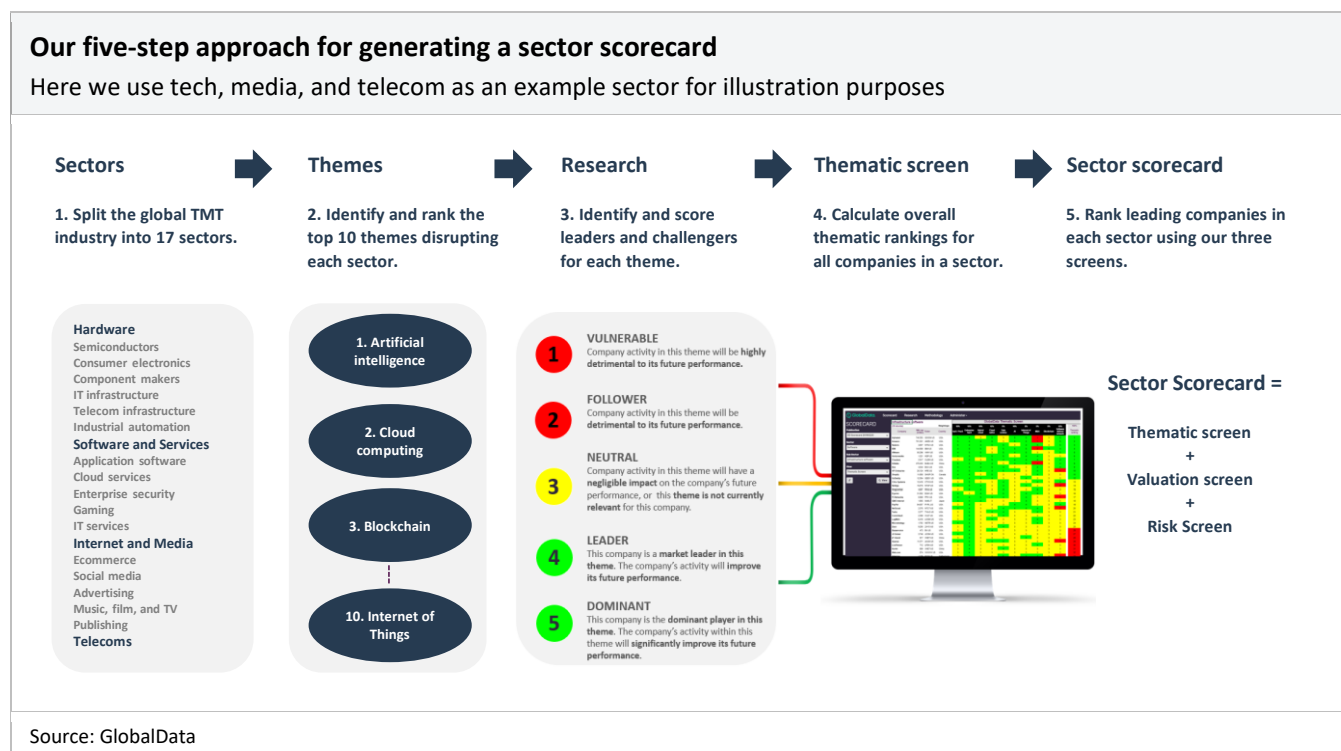 Our five-step approach for generating a sector scorecard
Here we use tech, media, and telecom as an example sector for illustration purposes
Sectors
Themes
Research
Thematic screen
Sector scorecard
1. Split the global TMT
industry into 17 sectors.
2. Identify and rank the
top 10 themes disrupting
each sector.
3. Identify and score
leaders and challengers
for each theme.
4. Calculate overall
thematic rankings for
all companies in a sector.
5. Rank leading companies in
each sector using our three
screens.
Hardware
Semiconductors
Consumer electronics
Component makers
IT infrastructure
Telecom infrastructure
Industrial automation
Software and Services
Application software
Cloud services
Enterprise security
Gaming
IT services
Internet and Media
Ecommerce
Social media
Advertising
Music, film, and TV
Publishing
Telecoms
1. Artificial
intelligence
2. Cloud
computing
3. Blockchain
10. Internet of
Things
1
VULNERABLE
Company activity in this theme will be highly
detrimental to its future performance.
2
FOLLOWER
Company activity in this theme will be
detrimental to its future performance.
3
NEUTRAL
Company activity in this theme will have a
negligible impact on the company's future
performance, or this theme is not currently
relevant for this company.
4
LEADER
This company is a market leader in this
theme. The company's activity will improve
its future performance.
5
DOMINANT
This company is the dominant player in this
theme. The company's activity within this
theme will significantly improve its future
performance.
GlobalData
SCORECARD
Sector Scorecard =
Thematic screen
+
Valuation screen
+
Risk Screen
Source: GlobalData